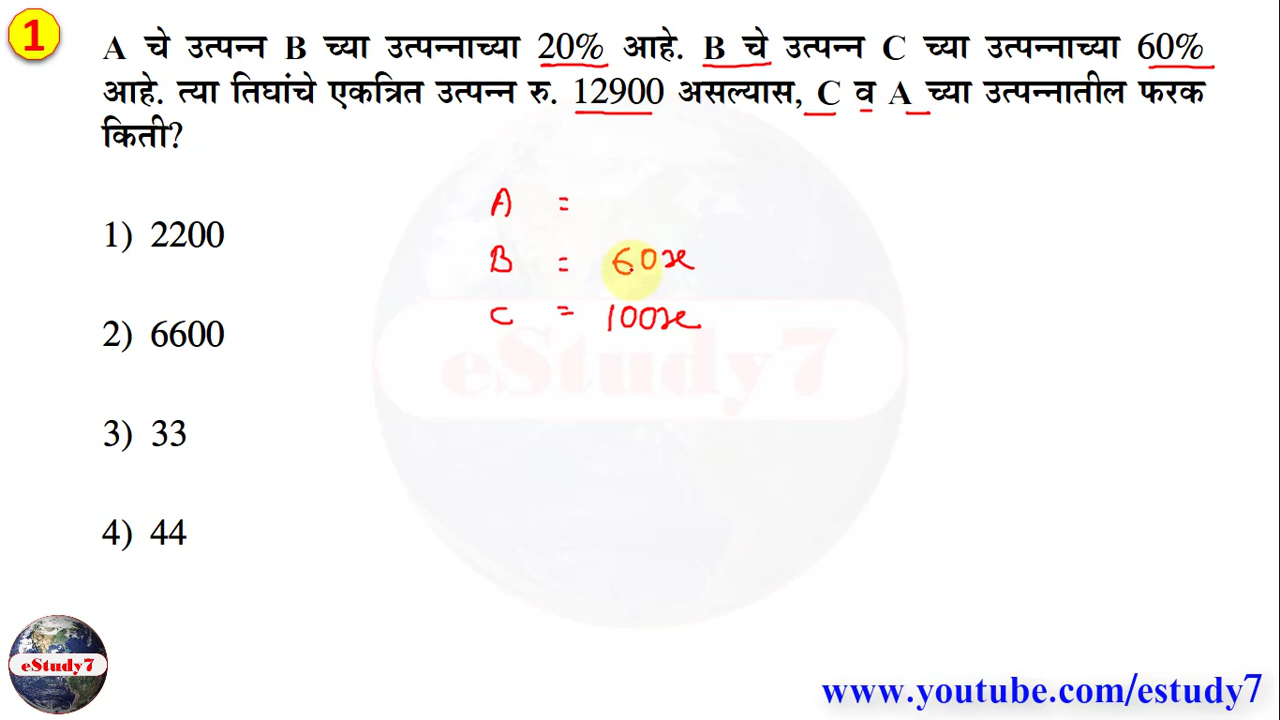 1
A चे उत्पन्न B च्या उत्पन्नाच्या 20% आहे. B चे उत्पन्न C च्या उत्पन्नाच्या 60%
आहे. त्या तिघांचे एकत्रित उत्पन्न रु. 12900 असल्यास, C व A च्या उत्पन्नातील फरक
किती?
A =
B = 60x
C = 100x
1) 2200
2) 6600
3) 33
4) 44
eStudy7
eStudy7
www.youtube.com/estudy7